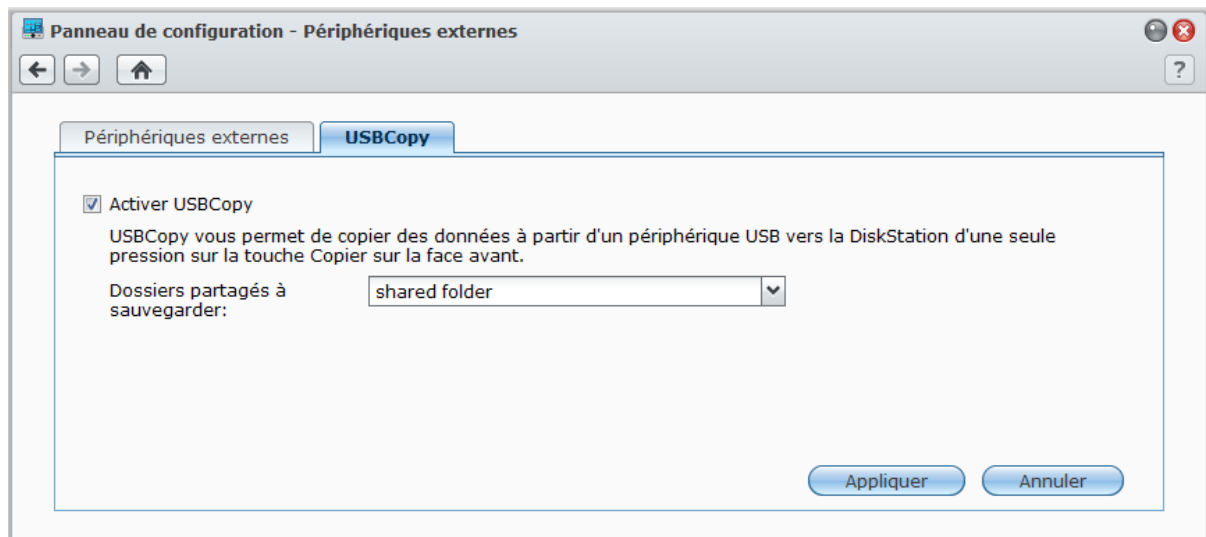 Panneau de configuration - Périphériques externes
?
Périphériques externes
USBCopy
Activer USBCopy
USBCopy vous permet de copier des données à partir d'un périphérique USB vers la DiskStation d'une seule
pression sur la touche Copier sur la face avant.
Dossiers partagés à
sauvegarder:
shared folder
Appliquer
Annuler